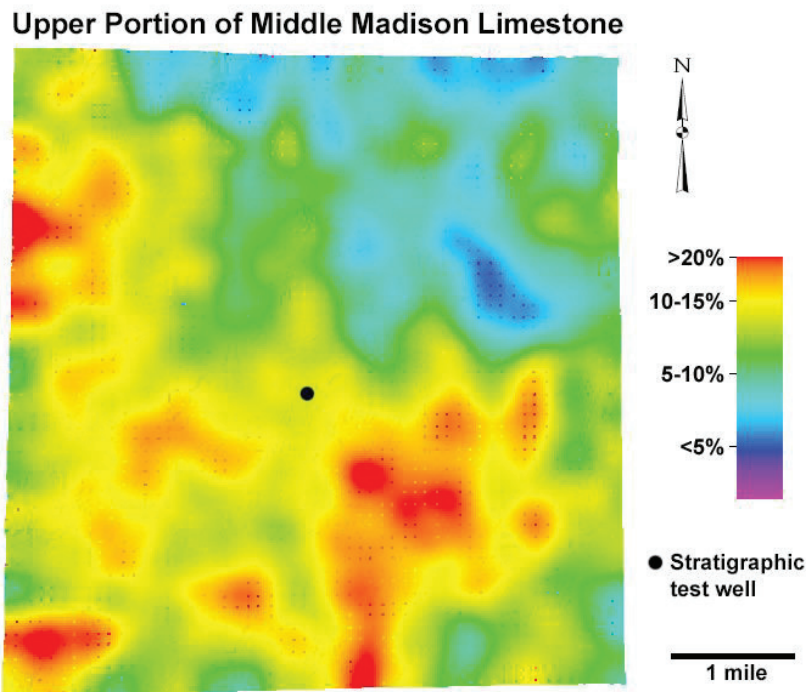 Upper Portion of Middle Madison Limestone
N
>20%
10-15%
5-10%
<5%
Stratigraphic
test well
1 mile